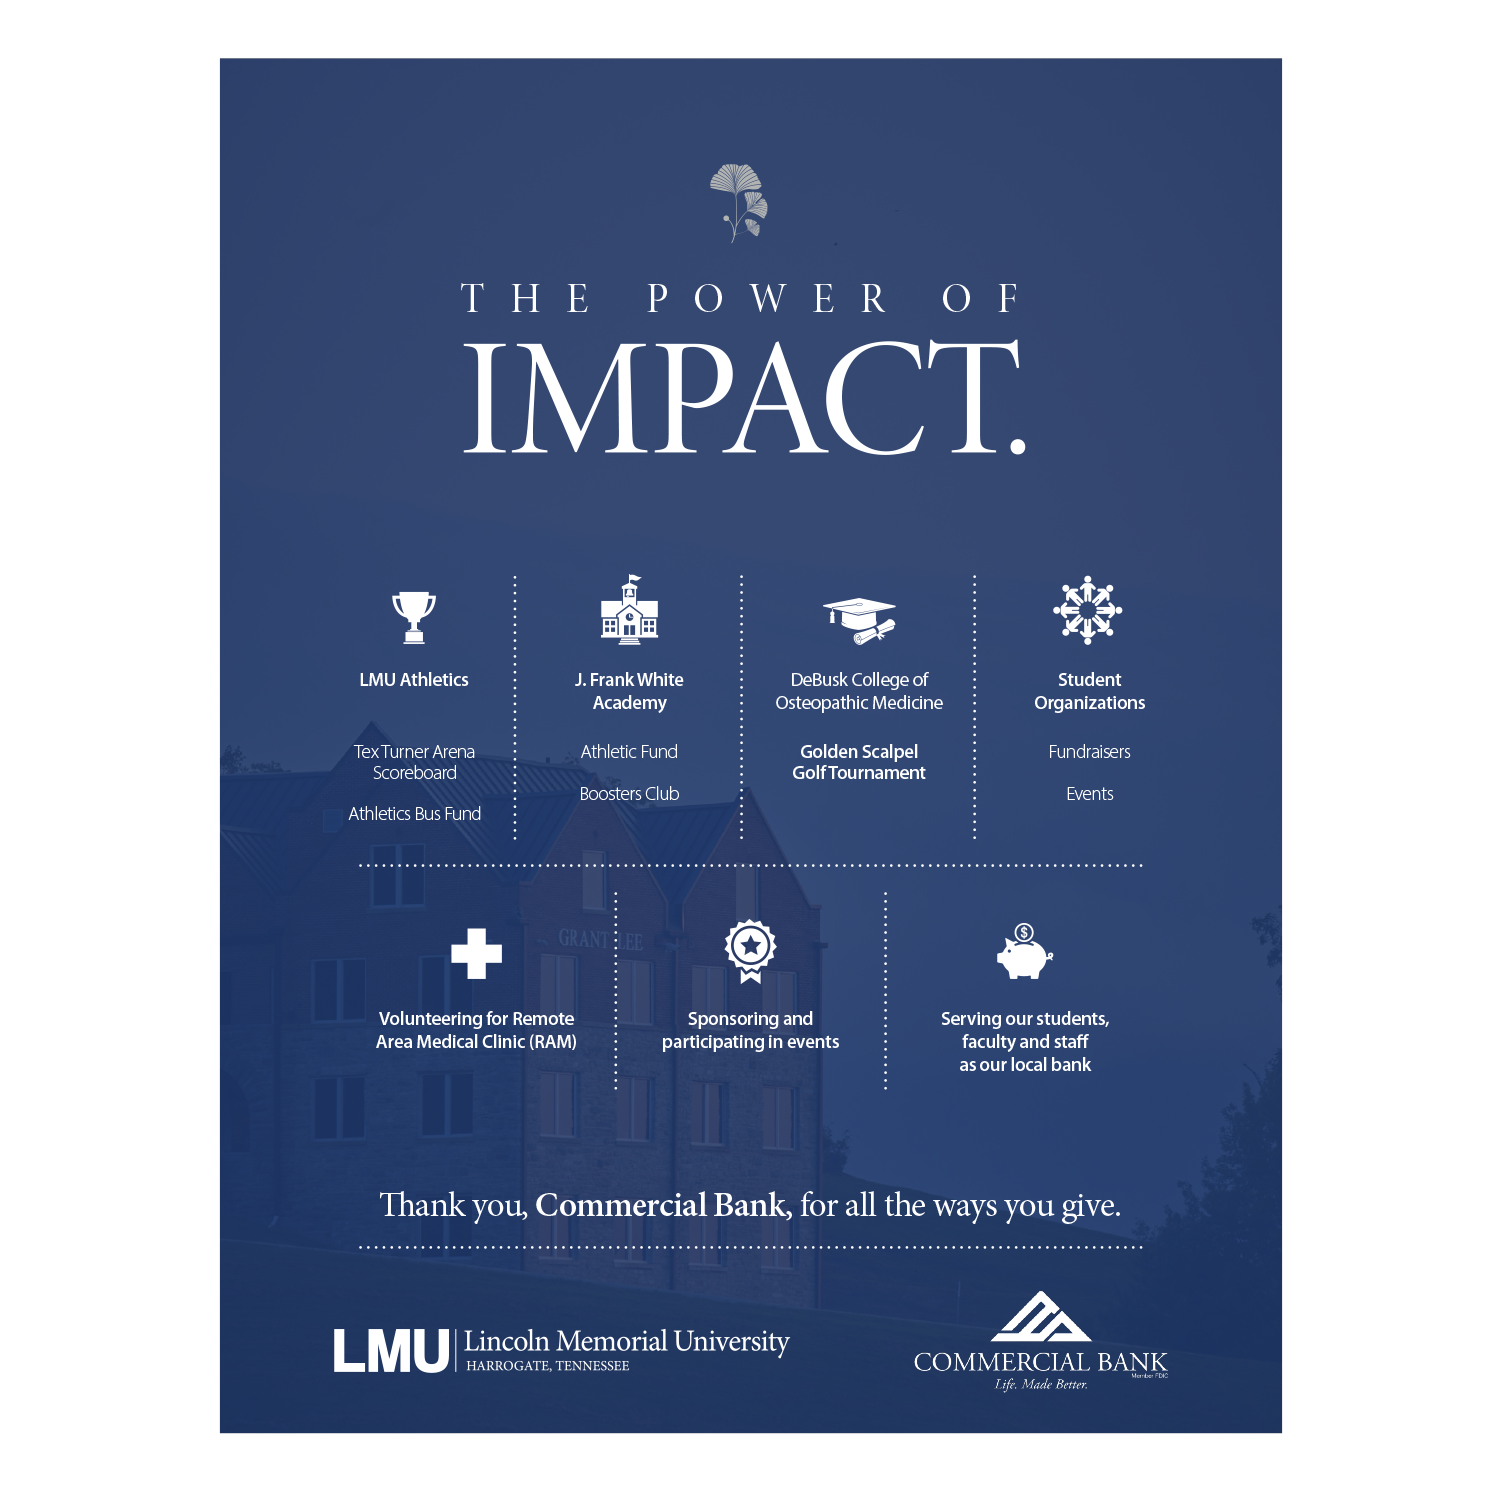 THE POWER OF
IMPACT.
LMU Athletics
Tex Turner Arena
Scoreboard
Athletics Bus Fund
J. Frank White
Academy
Athletic Fund
Boosters Club
DeBusk College of
Osteopathic Medicine
Golden Scalpel
Golf Tournament
Student
Organizations
Fundraisers
Events
GRANT LEE
Volunteering for Remote
Area Medical Clinic (RAM)
Sponsoring and
participating in events
$
Serving our students,
faculty and staff
as our local bank
Thank you, Commercial Bank, for all the ways you give.
LMU Lincoln Memorial University
HARROGATE, TENNESSEE
COMMERCIAL BANK
Member FDIC
Life. Made Better.